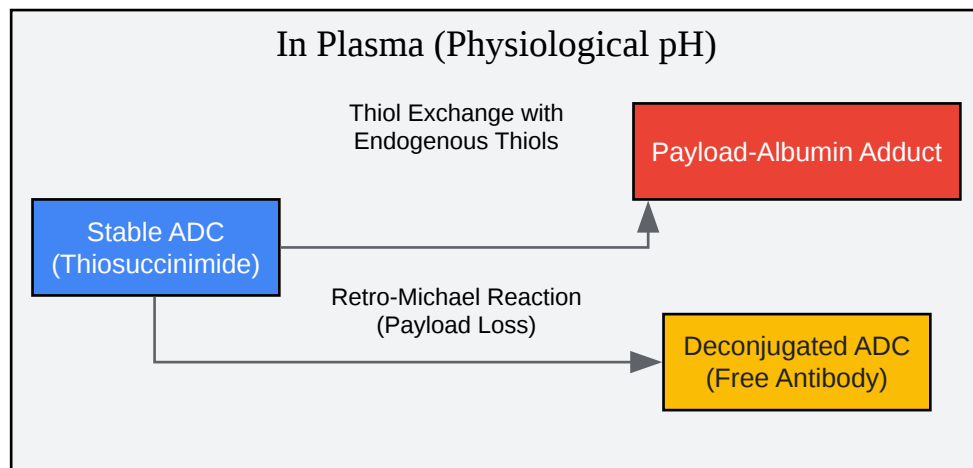 In Plasma (Physiological pH)
Thiol Exchange with
Endogenous Thiols
Payload-Albumin Adduct
Stable ADC
(Thiosuccinimide)
Retro-Michael Reaction
(Payload Loss)
Deconjugated ADC
(Free Antibody)